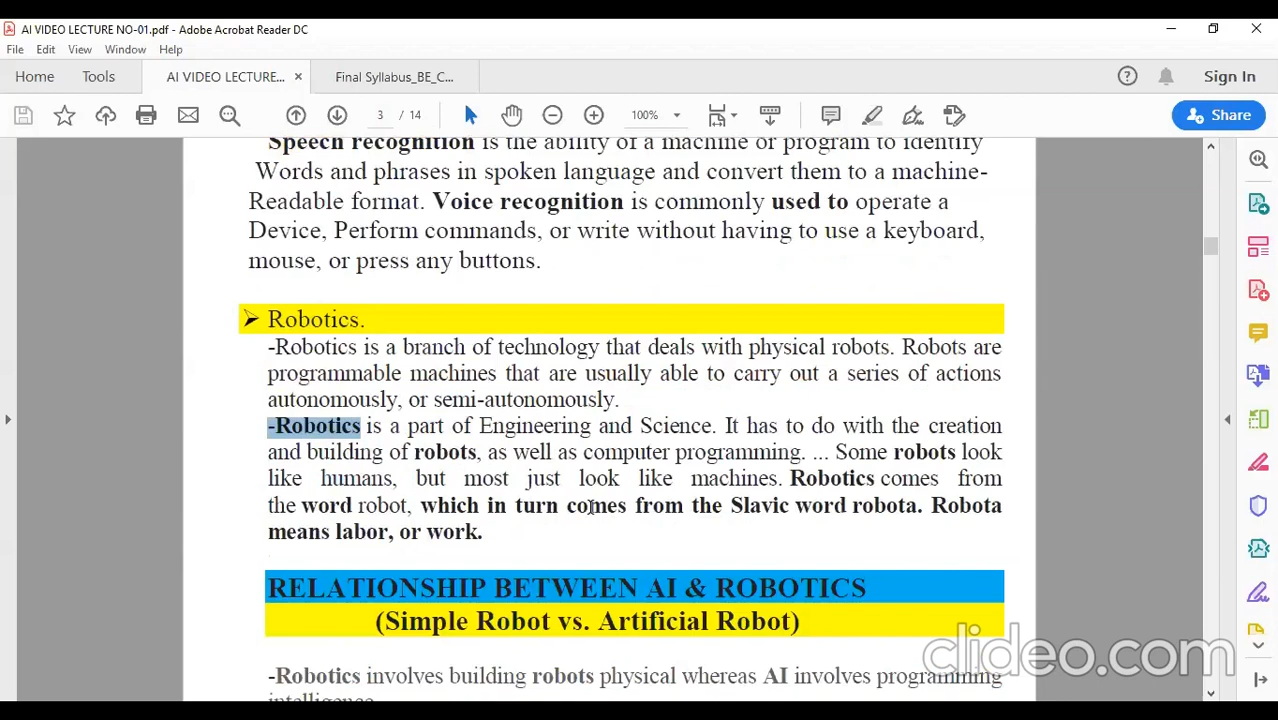 AI VIDEO LECTURE NO-01.pdf - Adobe Acrobat Reader DC
File Edit View Window Help
Home Tools AI VIDEO LECTURE... × Final Syllabus_BE_C... Sign In
3 / 14 100% Share
Speech recognition is the ability of a machine or program to identify
Words and phrases in spoken language and convert them to a machine-
Readable format. Voice recognition is commonly used to operate a
Device, Perform commands, or write without having to use a keyboard,
mouse, or press any buttons.
➢ Robotics.
-Robotics is a branch of technology that deals with physical robots. Robots are
programmable machines that are usually able to carry out a series of actions
autonomously, or semi-autonomously.
-Robotics is a part of Engineering and Science. It has to do with the creation
and building of robots, as well as computer programming. ... Some robots look
like humans, but most just look like machines. Robotics comes from
the word robot, which in turn comes from the Slavic word robota. Robota
means labor, or work.
RELATIONSHIP BETWEEN AI & ROBOTICS
(Simple Robot vs. Artificial Robot)
-Robotics involves building robots physical whereas AI involves programming
intelligence
clideo.com